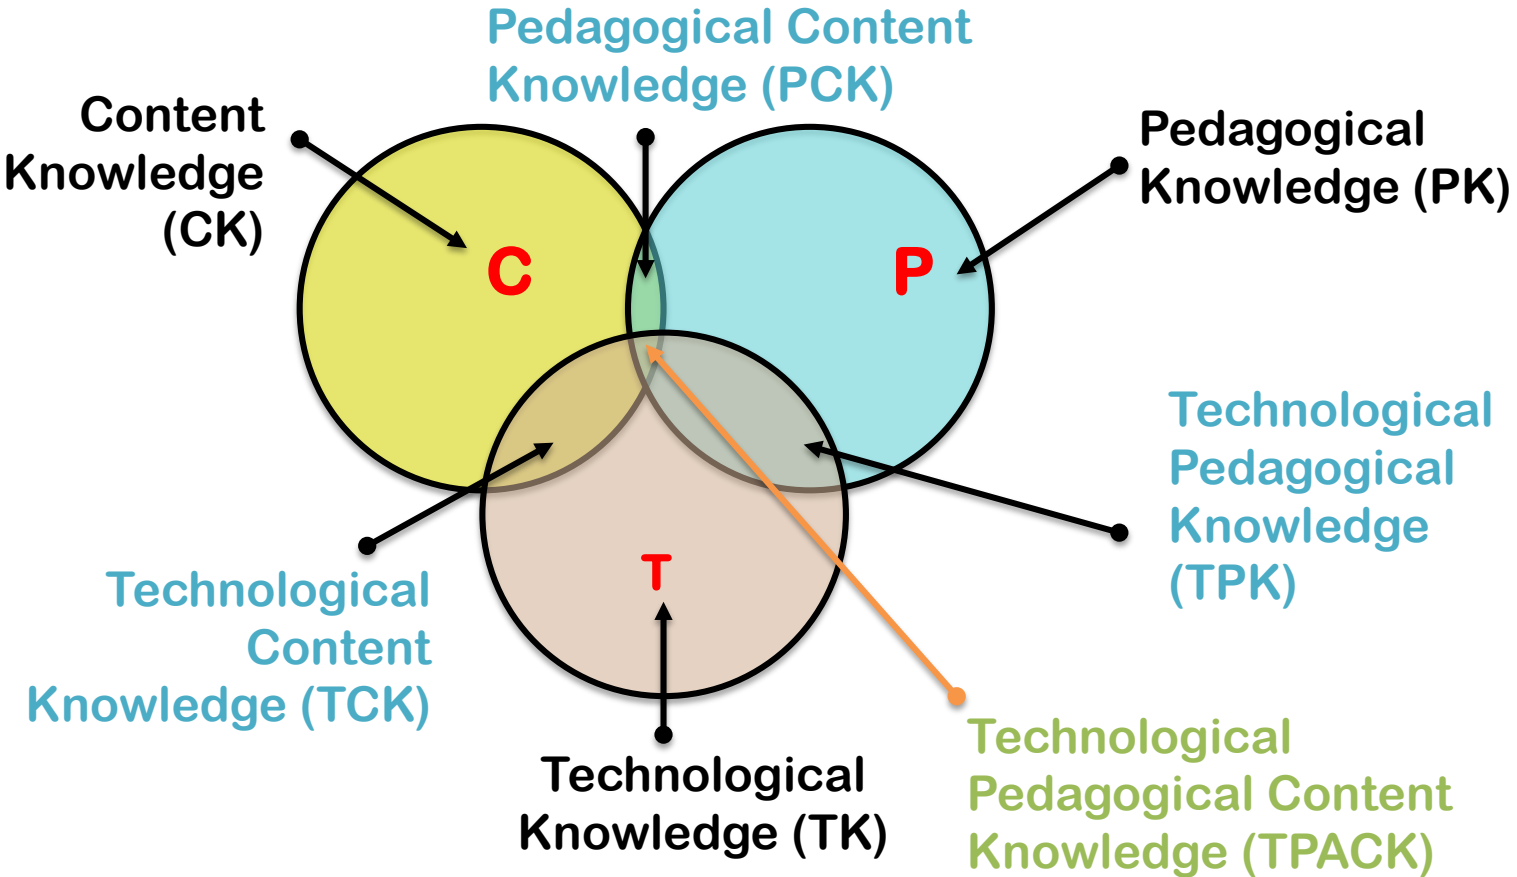 Pedagogical Content
Knowledge (PCK)
Content
Knowledge
(CK)
Pedagogical
Knowledge (PK)
C
P
Technological
Pedagogical
Knowledge
(TPK)
T
Technological
Content
Knowledge (TCK)
Technological
Knowledge (TK)
Technological
Pedagogical Content
Knowledge (TPACK)